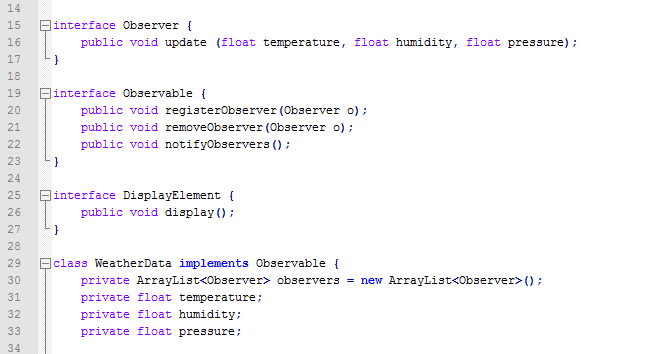 14
15 interface Observer {
16 public void update (float temperature, float humidity, float pressure);
17 }
18
19 interface Observable {
20 public void registerObserver(Observer o);
21 public void removeObserver(Observer o);
22 public void notifyObservers();
23 }
24
25 interface DisplayElement {
26 public void display();
27 }
28
29 class WeatherData implements Observable {
30 private ArrayList<Observer> observers = new ArrayList<Observer>();
31 private float temperature;
32 private float humidity;
33 private float pressure;
34